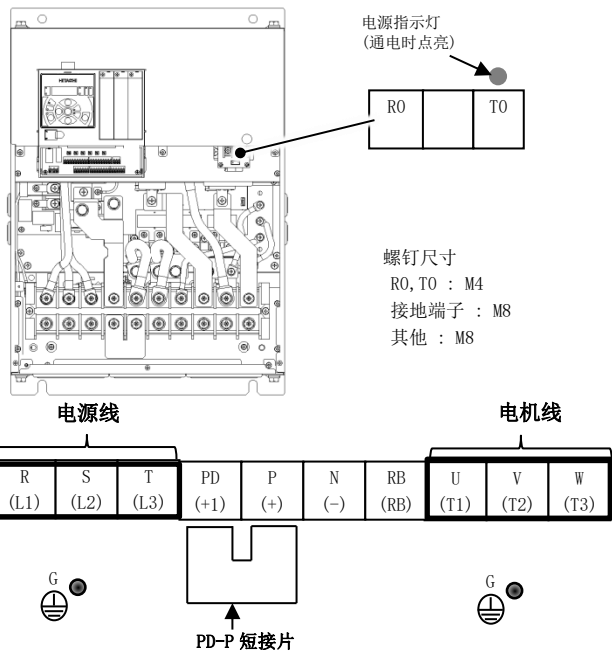 电源指示灯
(通电时点亮)
HITACHI
R0 T0
螺钉尺寸
R0,T0 : M4
接地端子 : M8
其他 : M8
电源线 电机线
R S T PD P N RB U V W
(L1) (L2) (L3) (+1) (+) (-) (RB) (T1) (T2) (T3)
G G
PD-P 短接片